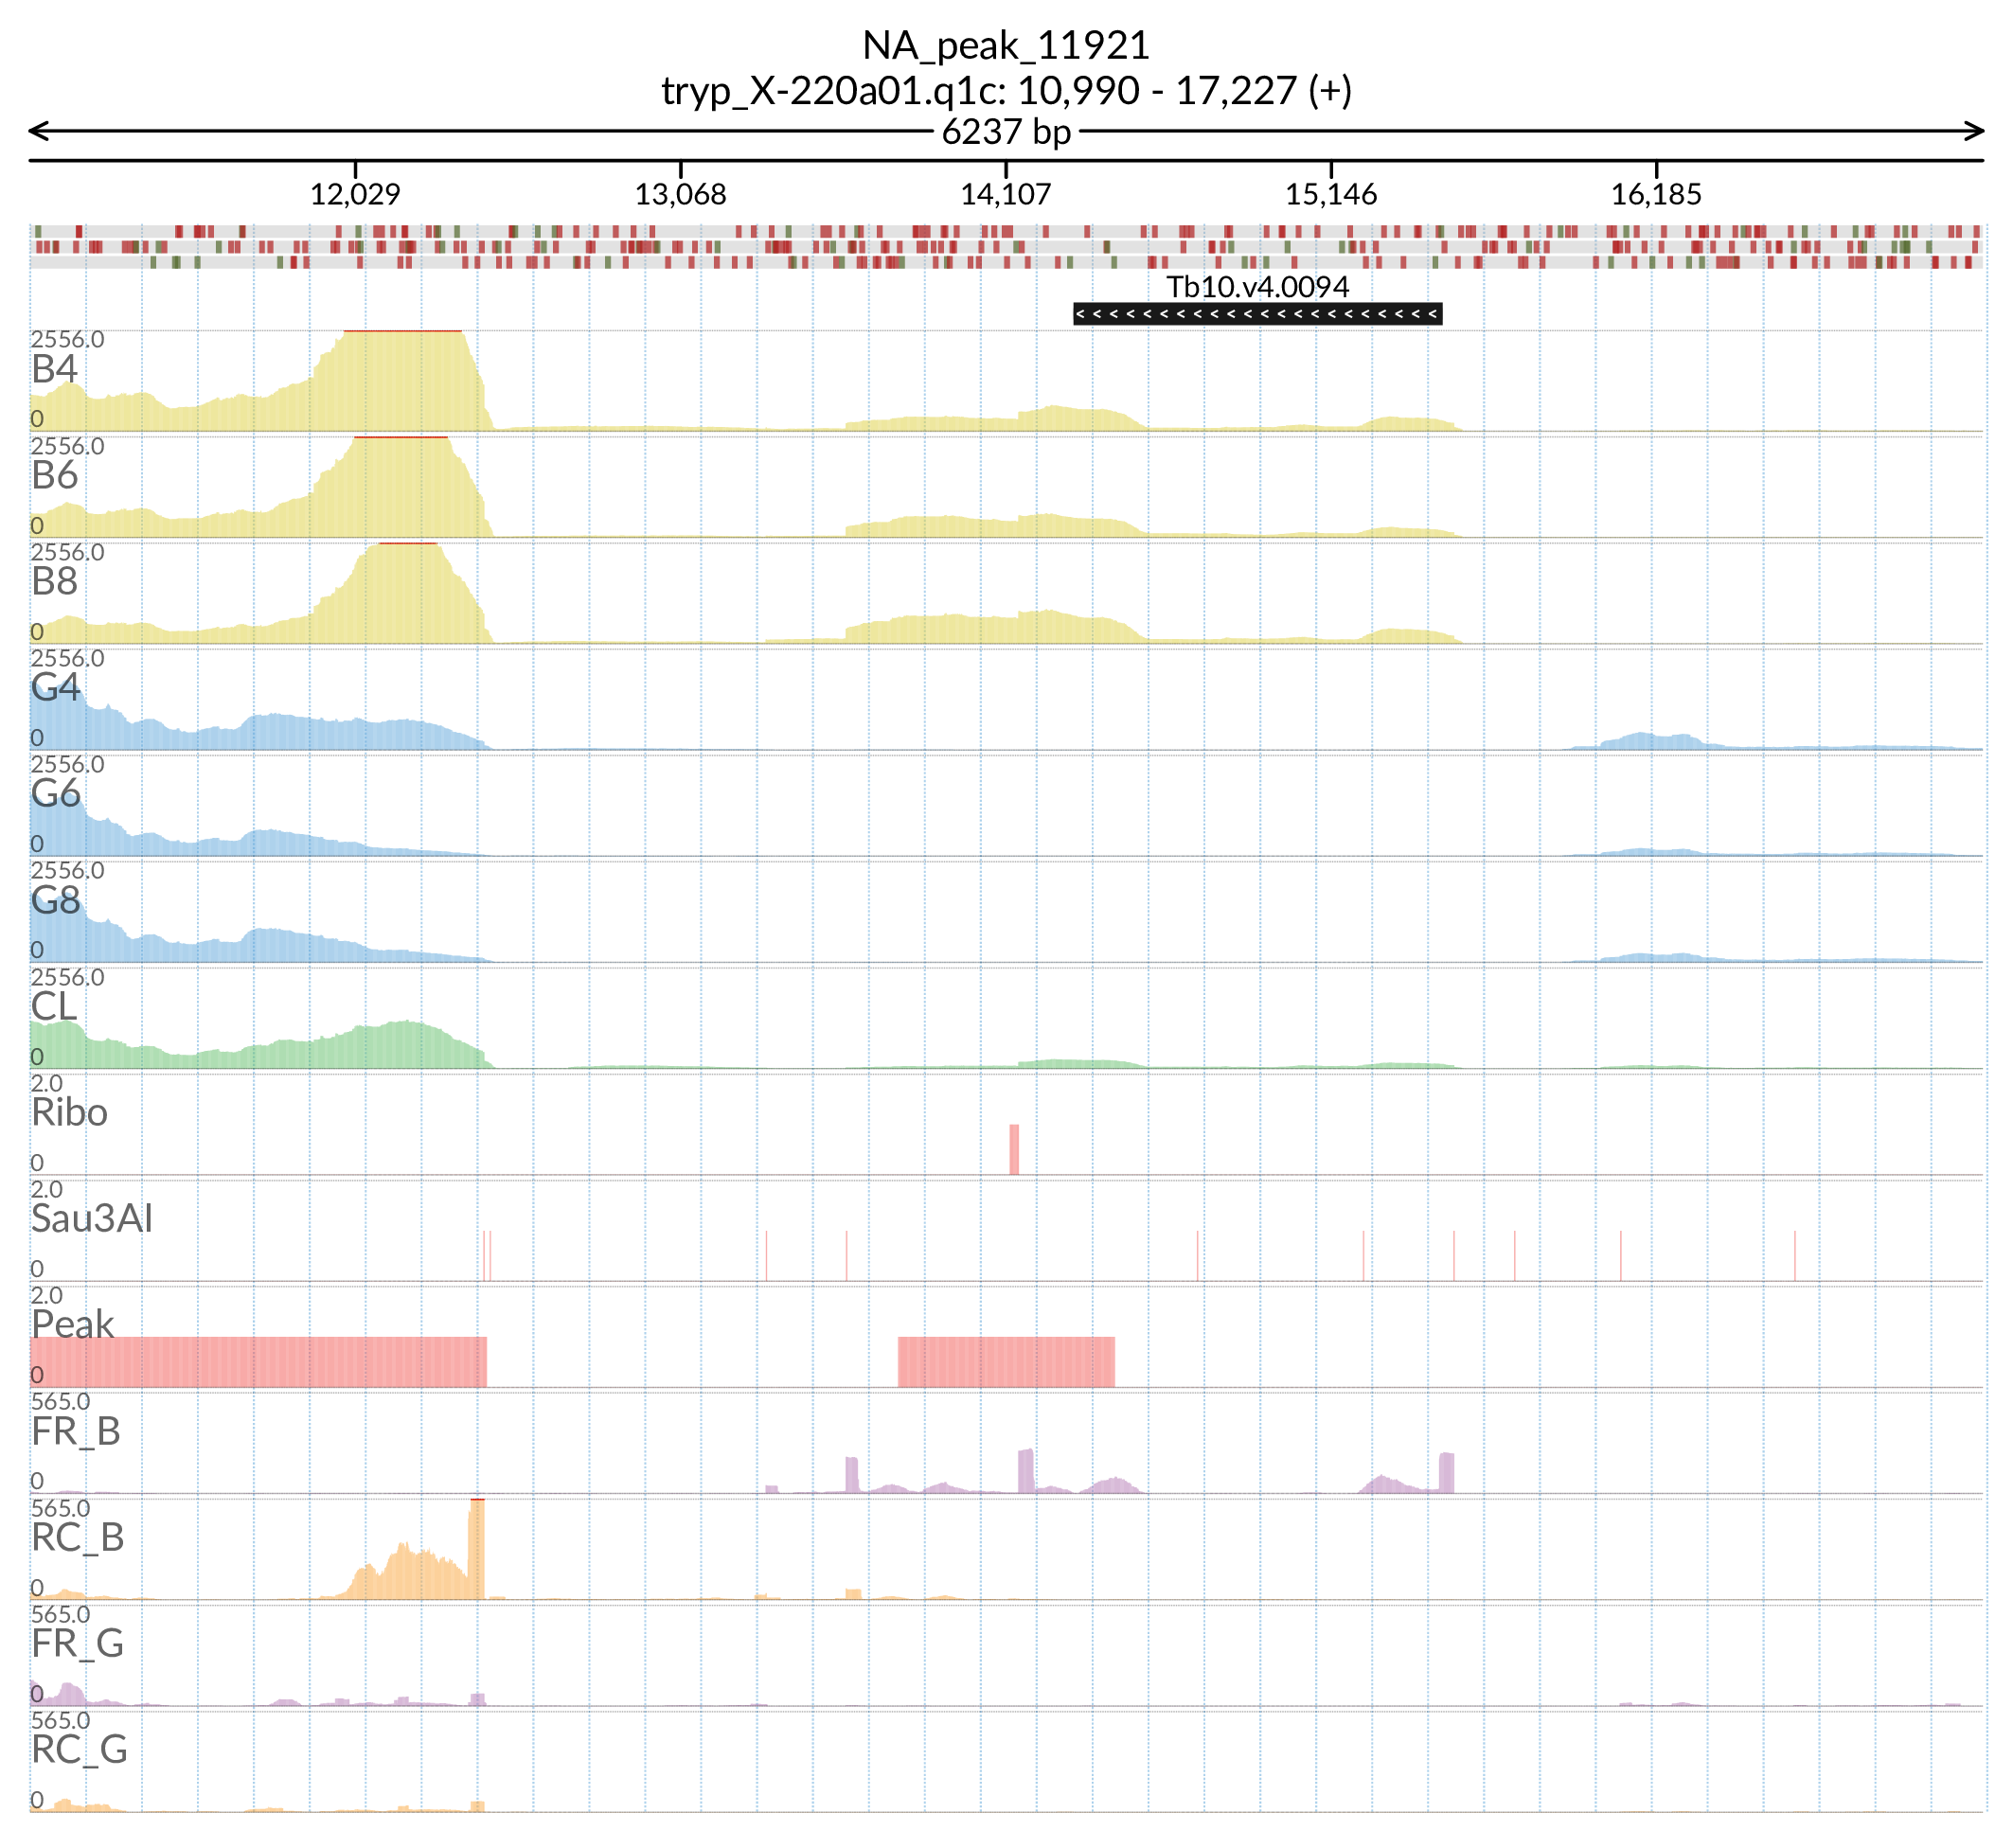 NA_peak_11921
tryp_X-220a01.q1c: 10,990 - 17,227 (+)
6237 bp
12,029 13,068 14,107 15,146 16,185
Tb10.v4.0094
2556.0
B4
0
2556.0
B6
0
2556.0
B8
0
2556.0
G4
0
2556.0
G6
0
2556.0
G8
0
2556.0
CL
0
2.0
Ribo
0
2.0
Sau3AI
0
2.0
Peak
0
565.0
FR_B
0
565.0
RC_B
0
565.0
FR_G
0
565.0
RC_G
0